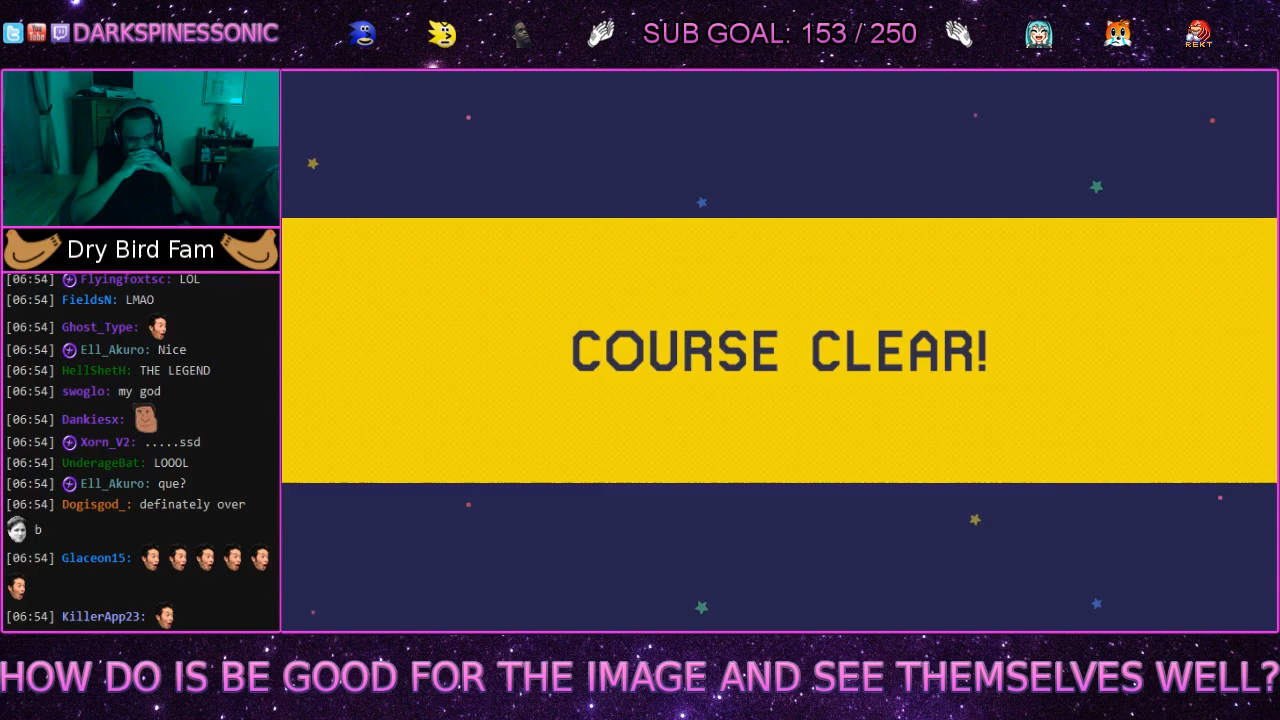 DARKSPINESSONIC
SUB GOAL: 153 / 250
REKT
Dry Bird Fam
[06:54] Flyingfoxtsc: LOL
[06:54] FieldsN: LMAO
[06:54] Ghost_Type:
[06:54] Ell_Akuro: Nice
[06:54] HellShetH: THE LEGEND
[06:54] swoglo: my god
[06:54] Dankiesx:
[06:54] Xorn_V2: .....ssd
[06:54] UnderageBat: LOOOL
[06:54] Ell_Akuro: que?
[06:54] Dogisgod_: definately over
b
[06:54] Glaceon15:
[06:54] KillerApp23:
COURSE CLEAR!
HOW DO IS BE GOOD FOR THE IMAGE AND SEE THEMSELVES WELL?